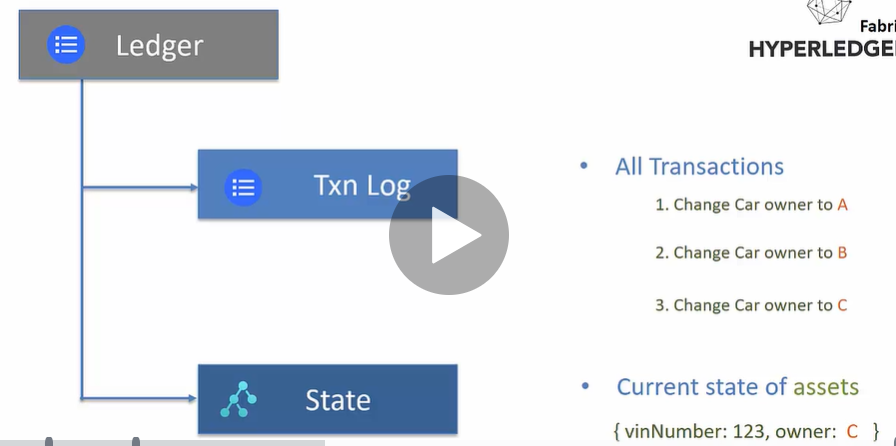 Ledger
Fabri
HYPERLEDGE
Txn Log
• All Transactions
1. Change Car owner to A
2. Change Car owner to B
3. Change Car owner to C
State
• Current state of assets
{ vinNumber: 123, owner: C }